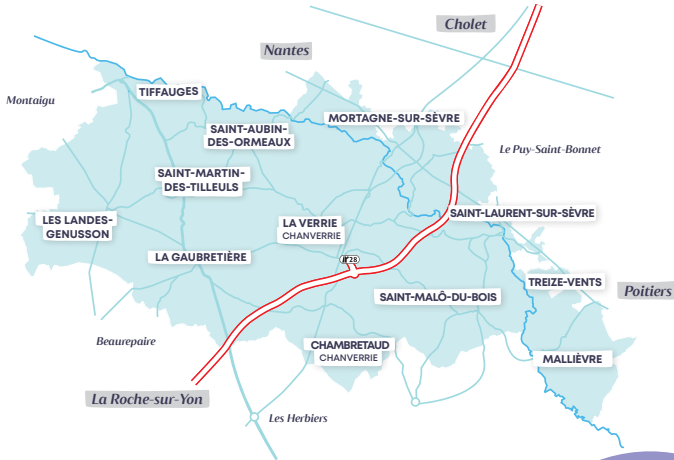 Cholet
Nantes
TIFFAUGES
Montaigu
MORTAGNE-SUR-SÈVRE
SAINT-AUBIN-
DES-ORMEAUX
Le Puy-Saint-Bonnet
SAINT-MARTIN-
DES-TILLEULS
SAINT-LAURENT-SUR-SÈVRE
LES LANDES-
GENUSSON
LA VERRIE
CHANVERRIE
LA GAUBRETIÈRE
28
TREIZE-VENTS
Poitiers
SAINT-MALÔ-DU-BOIS
Beaurepaire
CHAMBRETAUD
CHANVERRIE
MALLIÈVRE
La Roche-sur-Yon
Les Herbiers